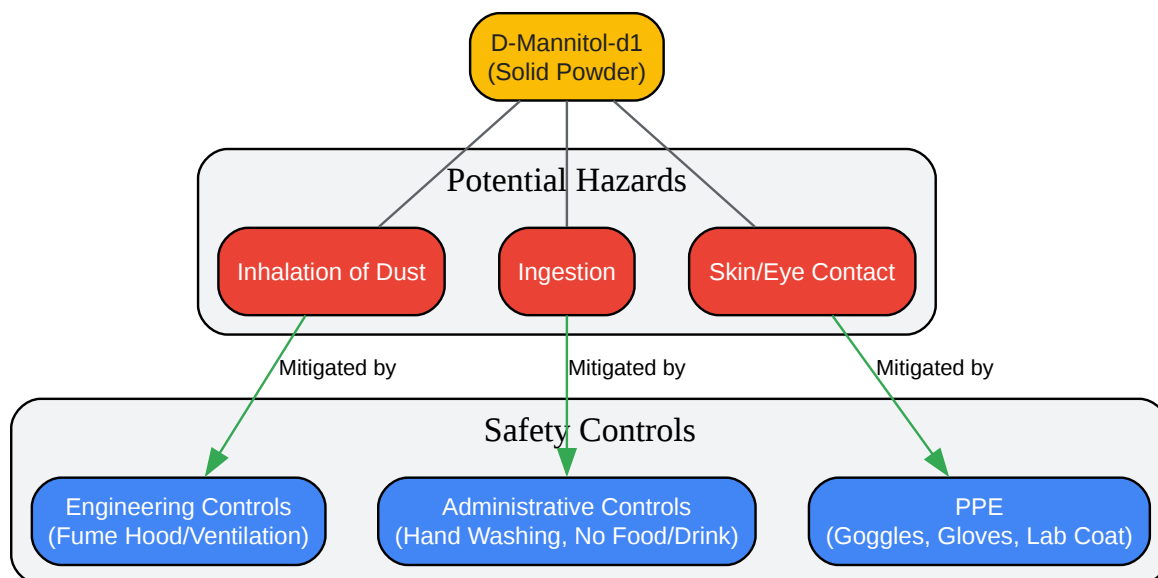 D-Mannitol-d1
(Solid Powder)
Potential Hazards
Inhalation of Dust
Ingestion
Skin/Eye Contact
Mitigated by
Mitigated by
Mitigated by
Safety Controls
Engineering Controls
(Fume Hood/Ventilation)
Administrative Controls
(Hand Washing, No Food/Drink)
PPE
(Goggles, Gloves, Lab Coat)